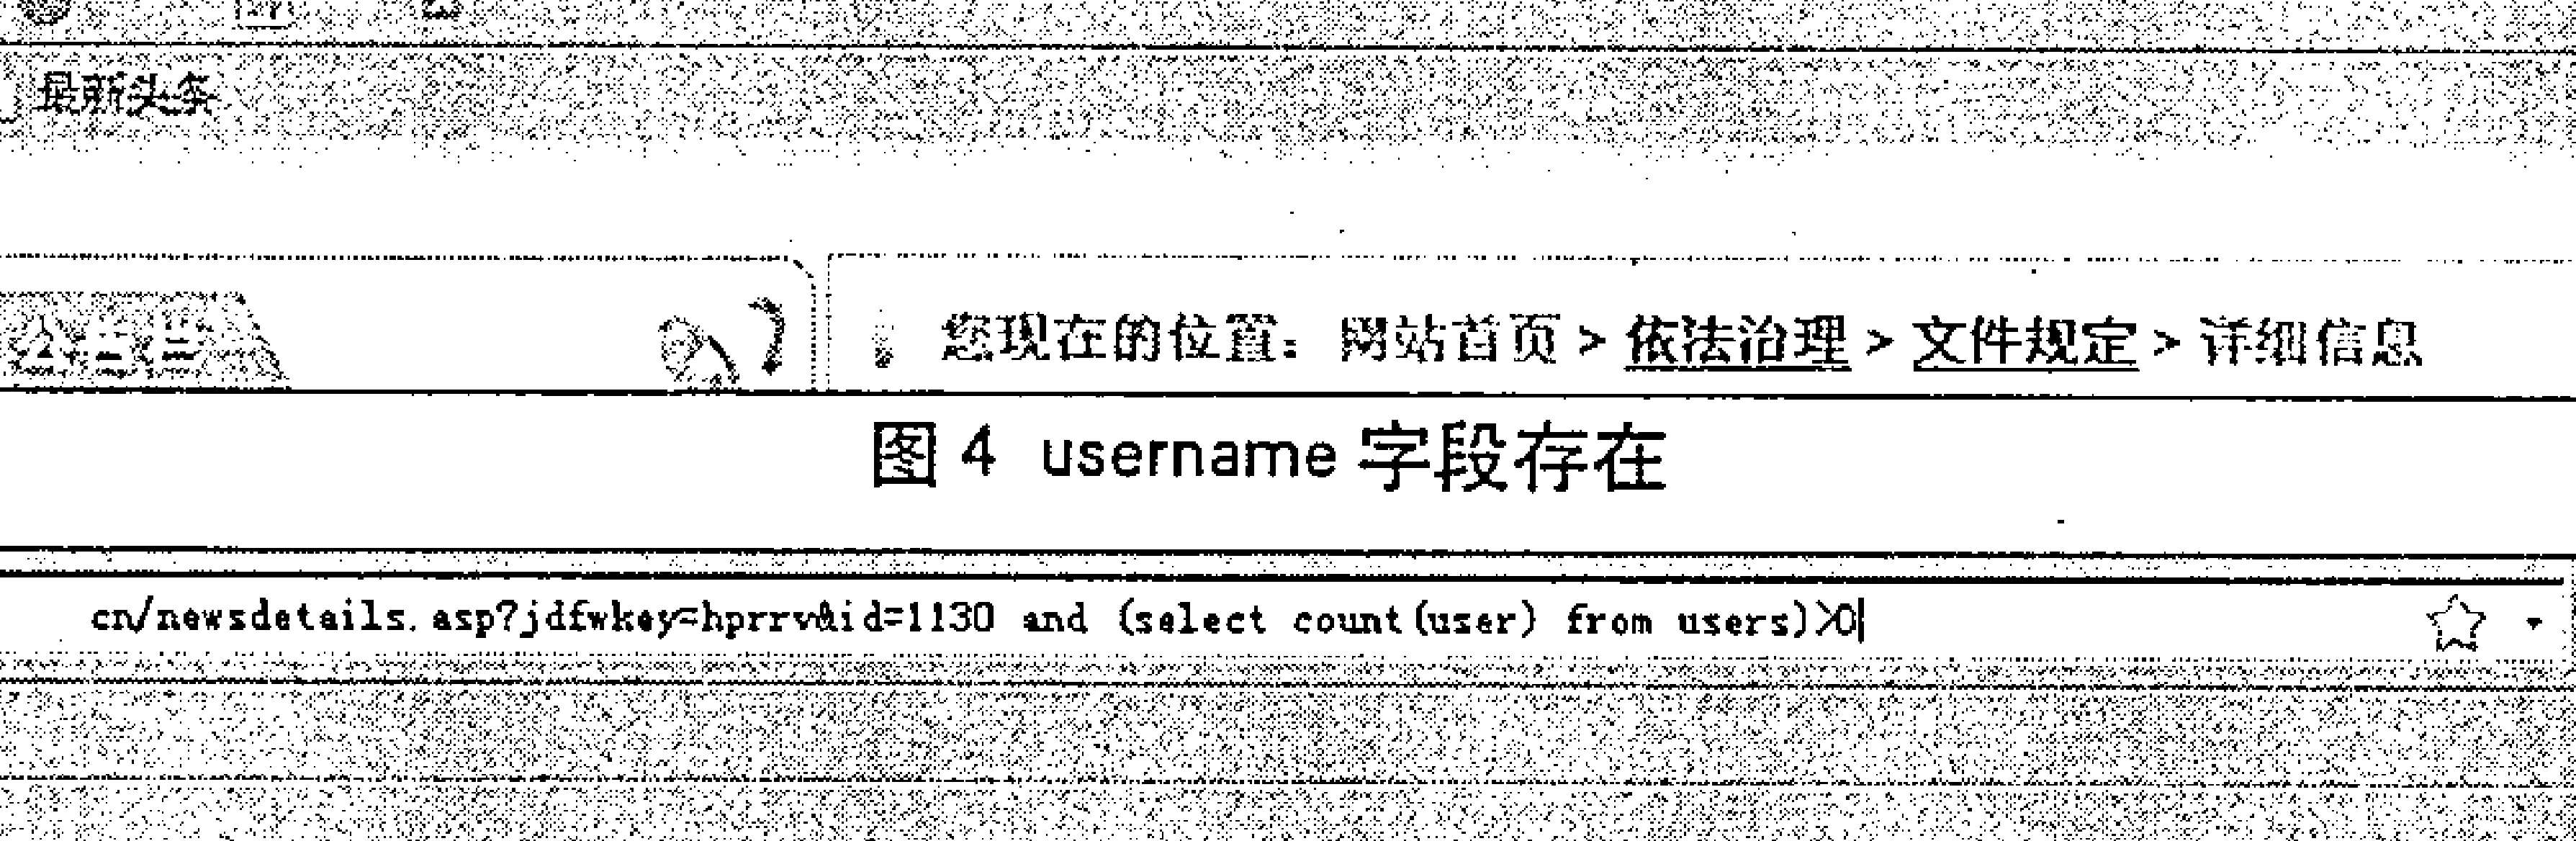 最新头条
您现在的位置：网站首页 > 依法治理 > 文件规定 > 详细信息
图 4 username 字段存在
cn/newsdetails.asp?jdfwkey=hprrv&id=1130 and (select count(user) from users)>0